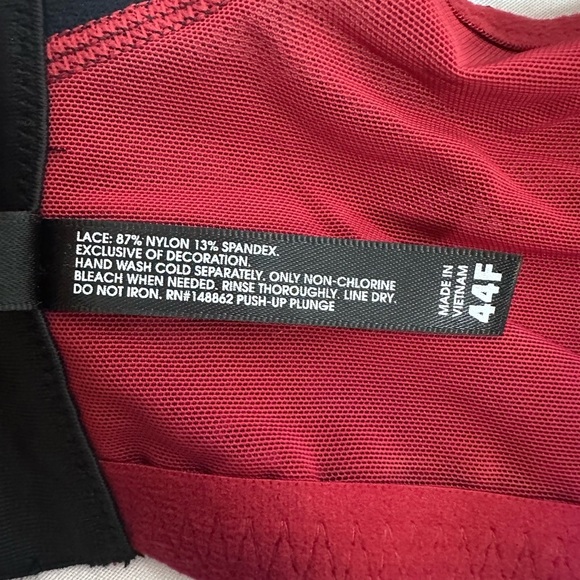 LACE: 87% NYLON 13% SPANDEX.
EXCLUSIVE OF DECORATION.
HAND WASH COLD SEPARATELY. ONLY NON-CHLORINE
BLEACH WHEN NEEDED. RINSE THOROUGHLY. LINE DRY.
DO NOT IRON. RN#148862 PUSH-UP PLUNGE
MADE IN
VIETNAM
44F